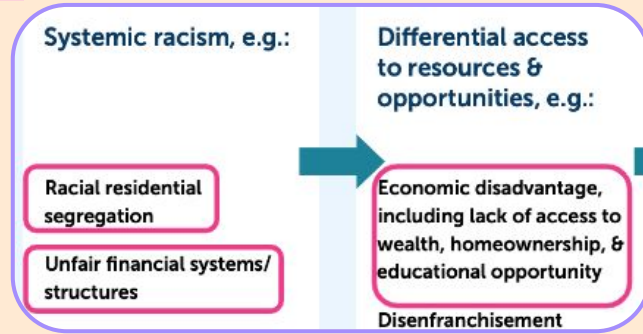 Systemic racism, e.g.:
Racial residential
segregation
Unfair financial systems/
structures
Differential access
to resources &
opportunities, e.g.:
Economic disadvantage,
including lack of access to
wealth, homeownership, &
educational opportunity
Disenfranchisement